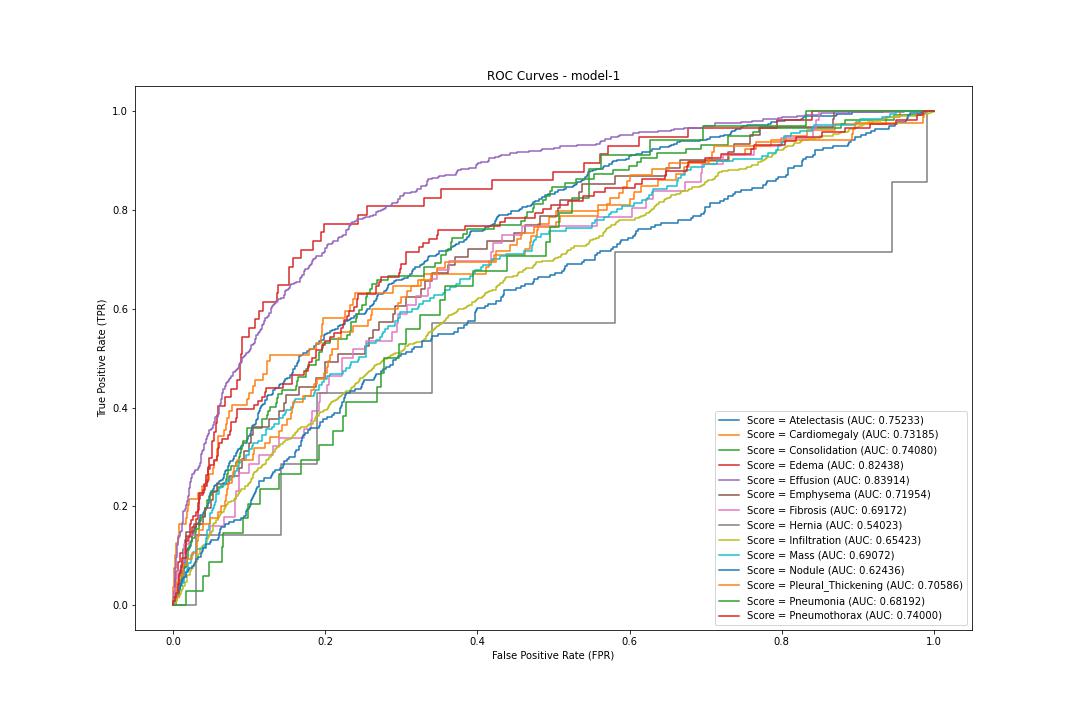 ROC Curves - model-1
True Positive Rate (TPR)
1.0
0.8
0.6
0.4
0.2
0.0
Score = Atelectasis (AUC: 0.75233)
Score = Cardiomegaly (AUC: 0.73185)
Score = Consolidation (AUC: 0.74080)
Score = Edema (AUC: 0.82438)
Score = Effusion (AUC: 0.83914)
Score = Emphysema (AUC: 0.71954)
Score = Fibrosis (AUC: 0.69172)
Score = Hernia (AUC: 0.54023)
Score = Infiltration (AUC: 0.65423)
Score = Mass (AUC: 0.69072)
Score = Nodule (AUC: 0.62436)
Score = Pleural_Thickening (AUC: 0.70586)
Score = Pneumonia (AUC: 0.68192)
Score = Pneumothorax (AUC: 0.74000)
0.0 0.2 0.4 0.6 0.8 1.0
False Positive Rate (FPR)